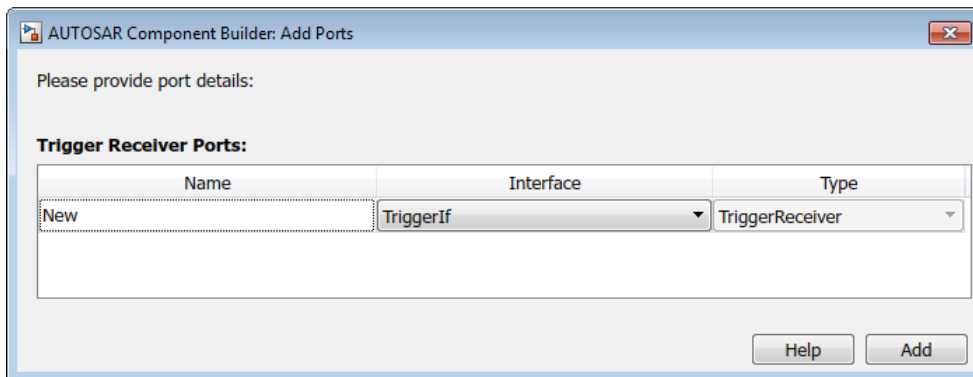 AUTOSAR Component Builder: Add Ports
Please provide port details:
Trigger Receiver Ports:
Name Interface Type
New TriggerIf TriggerReceiver
Help Add